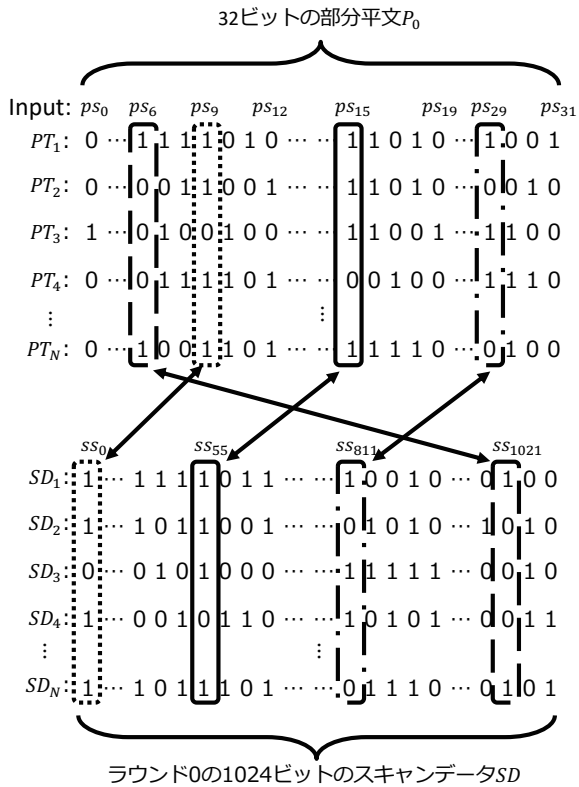 32ビットの部分平文P₀
Input: ps₀ ps₆ ps₉ ps₁₂ ps₁₅ ps₁₉ ps₂₉ ps₃₁
PT₁: 0 ⋯ 1 1 1 1 0 1 0 ⋯ ⋯ 1 1 0 1 0 ⋯ 1 0 0 1
PT₂: 0 ⋯ 0 0 1 1 0 0 1 ⋯ ⋯ 1 1 0 1 0 ⋯ 0 0 1 0
PT₃: 1 ⋯ 0 1 0 0 1 0 0 ⋯ ⋯ 1 1 0 0 1 ⋯ 1 1 0 0
PT₄: 0 ⋯ 0 1 1 1 1 0 1 ⋯ ⋯ 0 0 1 0 0 ⋯ 1 1 1 0
⋮ ⋮
PT_N: 0 ⋯ 1 0 0 1 1 0 1 ⋯ ⋯ 1 1 1 1 0 ⋯ 0 1 0 0
ss₀ ss₅₅ ss₈₁₁ ss₁₀₂₁
SD₁: 1 ⋯ 1 1 1 1 0 1 1 ⋯ ⋯ 1 0 0 1 0 ⋯ 0 1 0 0
SD₂: 1 ⋯ 1 0 1 1 0 0 1 ⋯ ⋯ 0 1 0 1 0 ⋯ 1 0 1 0
SD₃: 0 ⋯ 0 1 0 1 0 0 0 ⋯ ⋯ 1 1 1 1 1 ⋯ 0 0 1 0
SD₄: 1 ⋯ 0 0 1 0 1 1 0 ⋯ ⋯ 1 0 1 0 1 ⋯ 0 0 1 1
⋮ ⋮
SD_N: 1 ⋯ 1 0 1 1 1 0 1 ⋯ ⋯ 0 1 1 1 0 ⋯ 0 1 0 1
ラウンド0の1024ビットのスキャンデータSD